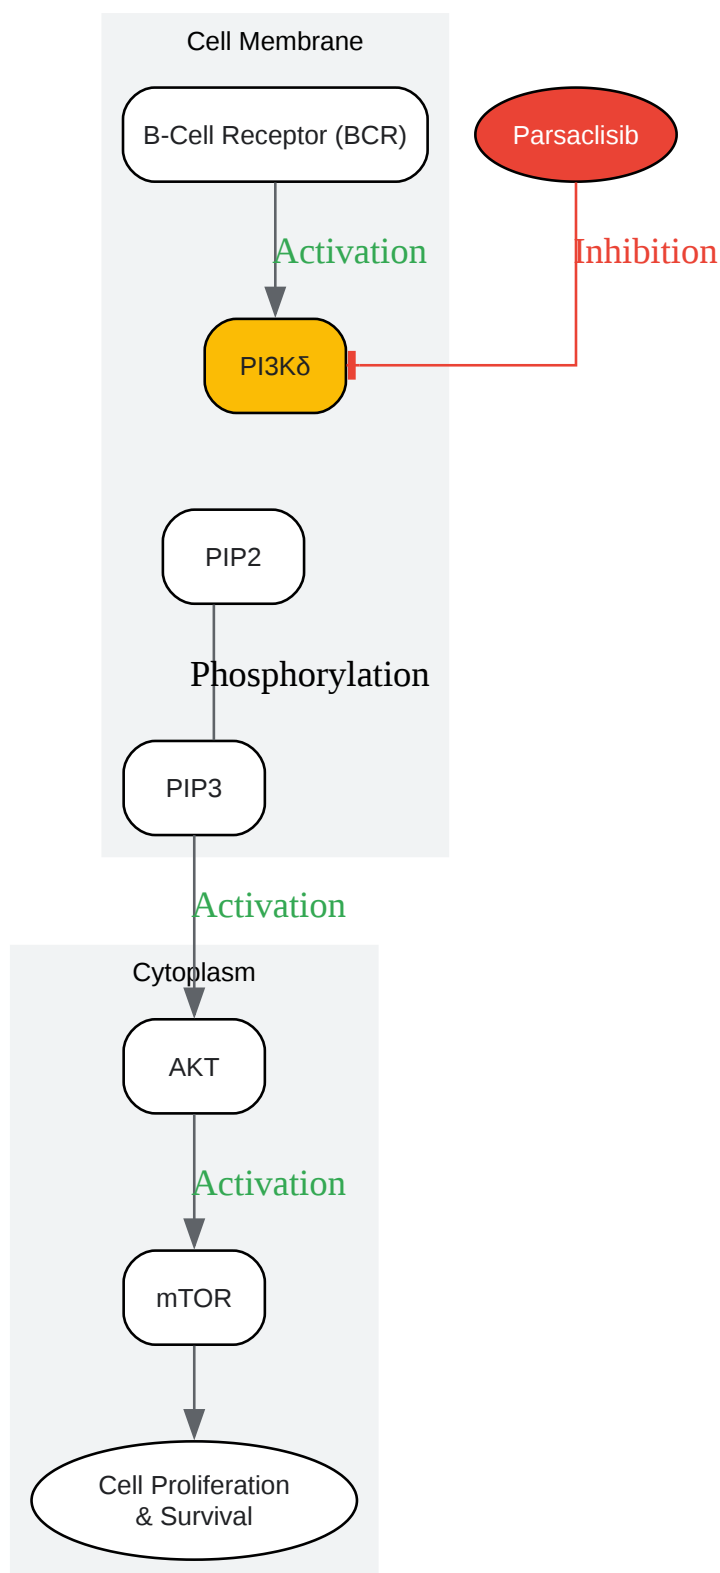 Cell Membrane
B-Cell Receptor (BCR)
Parsaclisib
Activation
Inhibition
PI3Kδ
PIP2
Phosphorylation
PIP3
Activation
Cytoplasm
AKT
Activation
mTOR
Cell Proliferation
& Survival